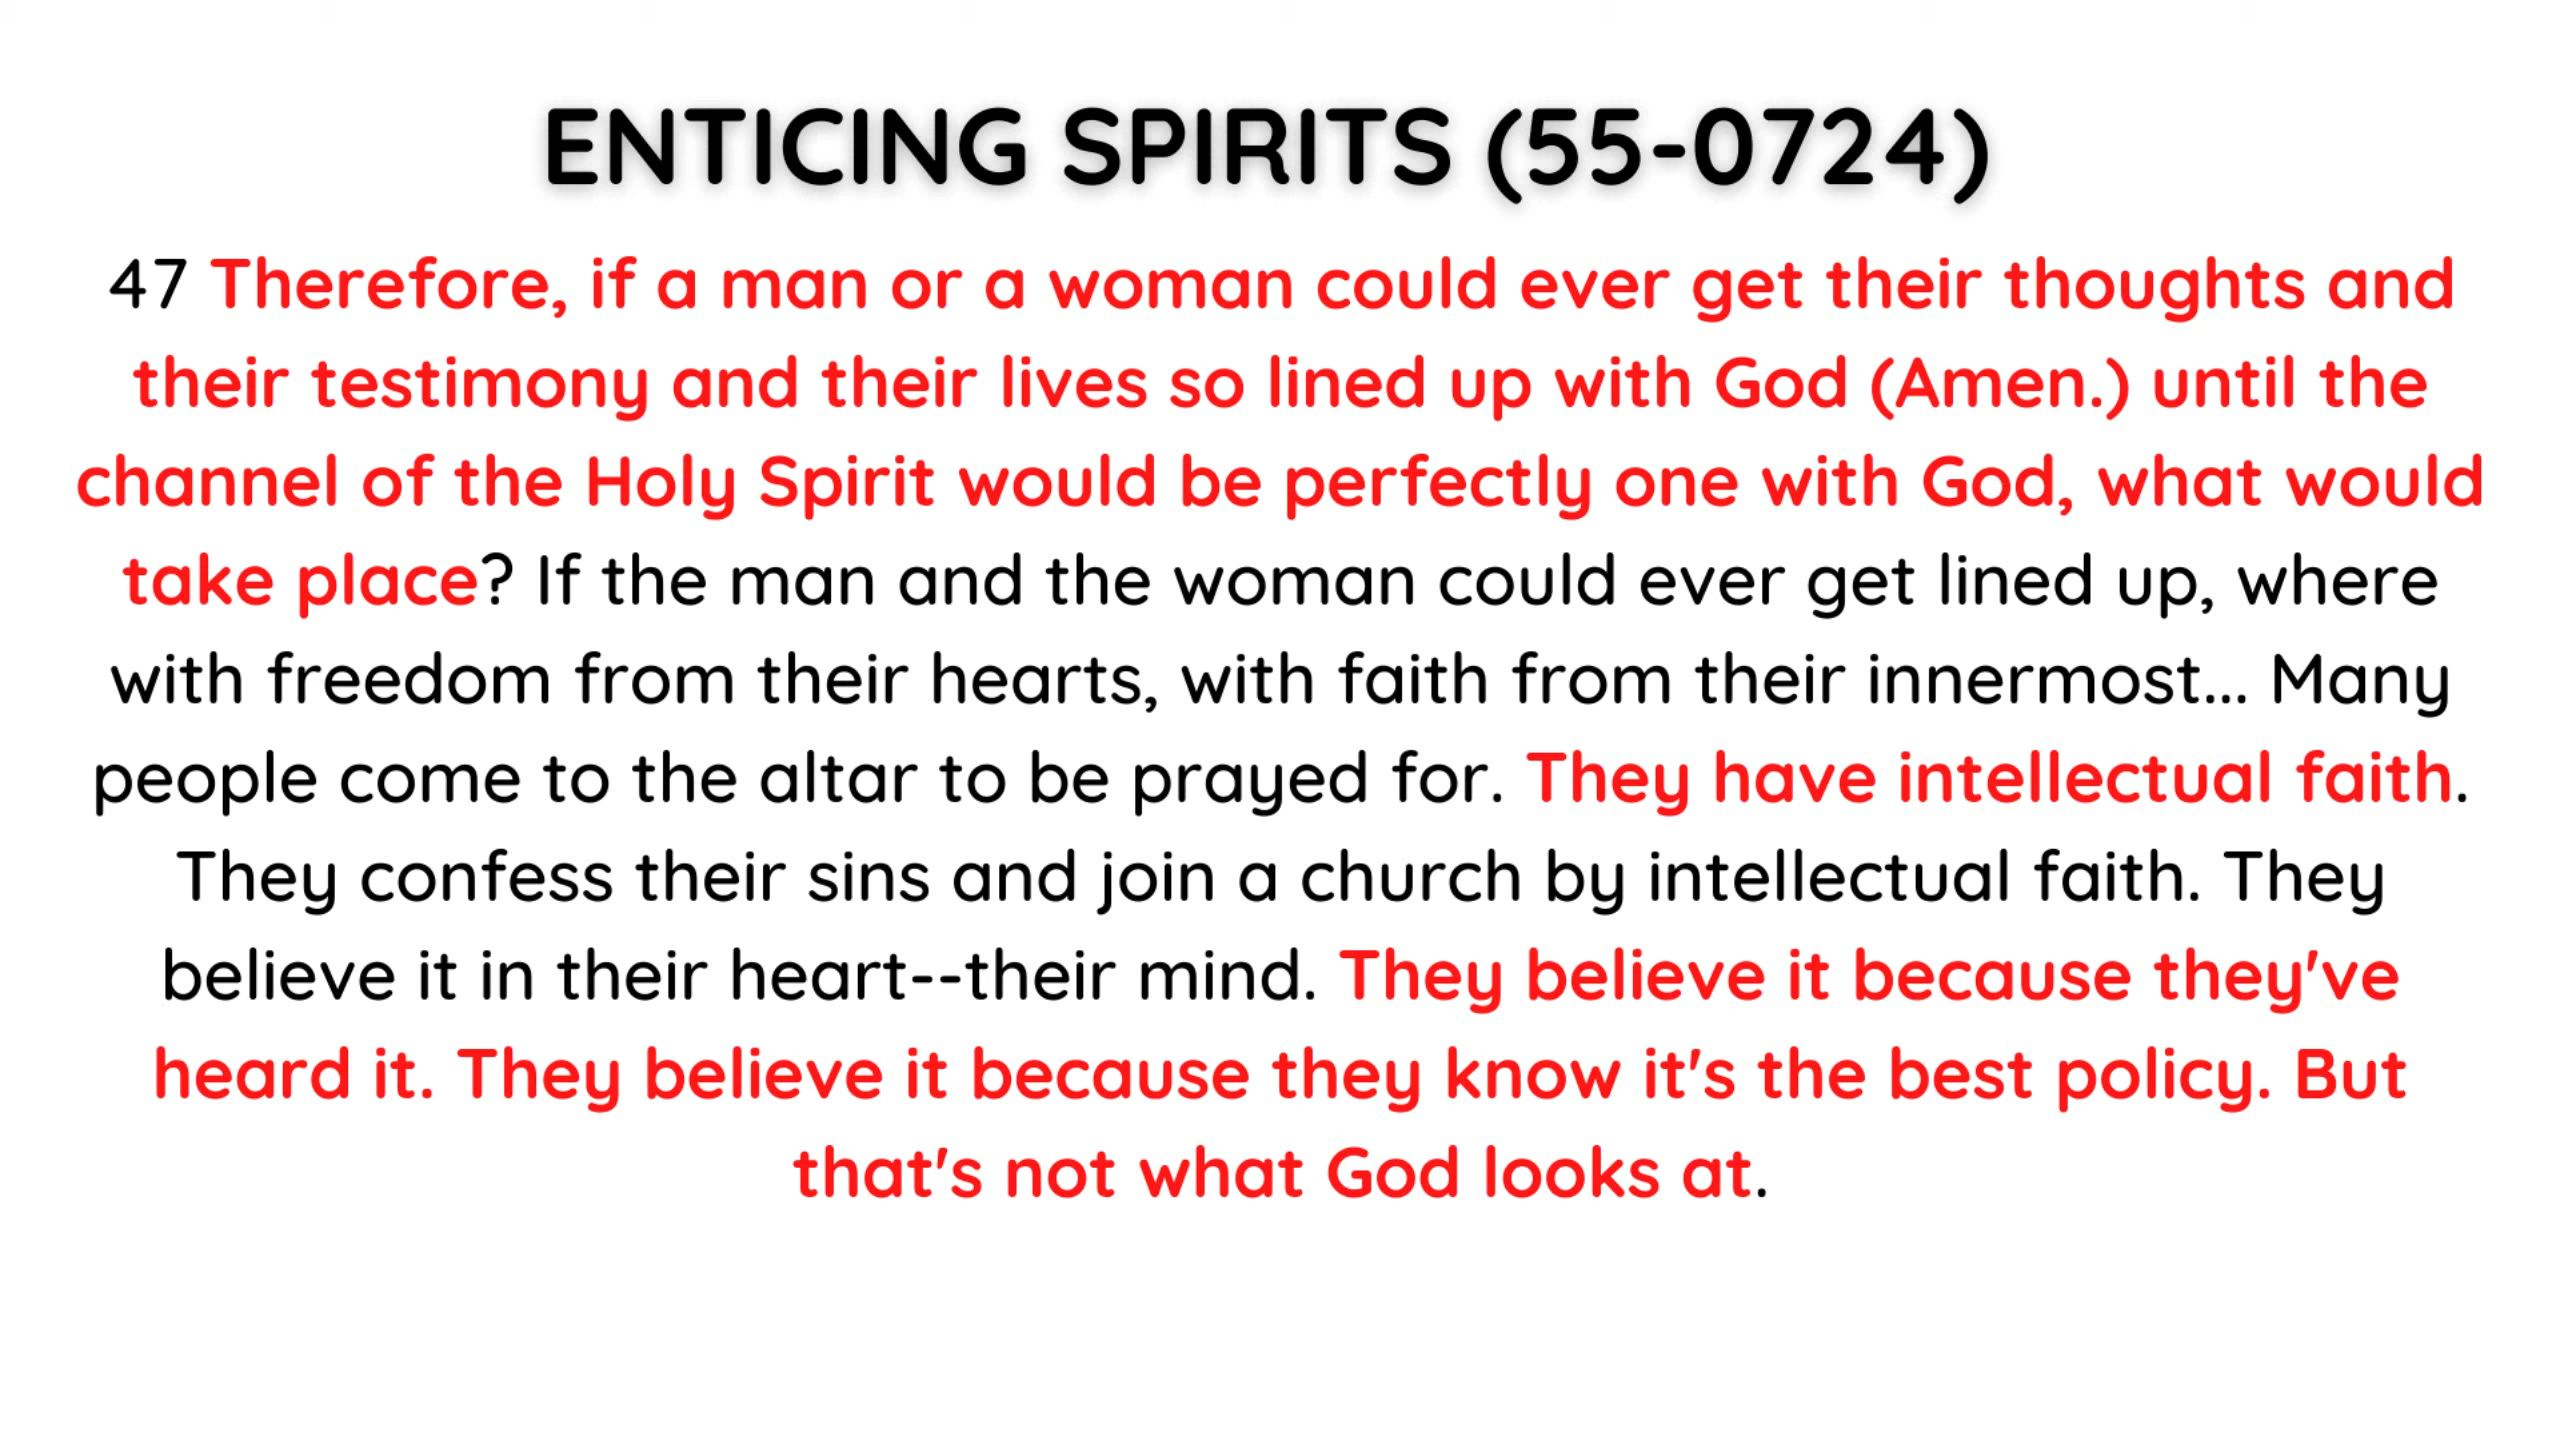 ENTICING SPIRITS (55-0724)
47 Therefore, if a man or a woman could ever get their thoughts and
their testimony and their lives so lined up with God (Amen.) until the
channel of the Holy Spirit would be perfectly one with God, what would
take place? If the man and the woman could ever get lined up, where
with freedom from their hearts, with faith from their innermost... Many
people come to the altar to be prayed for. They have intellectual faith.
They confess their sins and join a church by intellectual faith. They
believe it in their heart--their mind. They believe it because they've
heard it. They believe it because they know it's the best policy. But
that's not what God looks at.